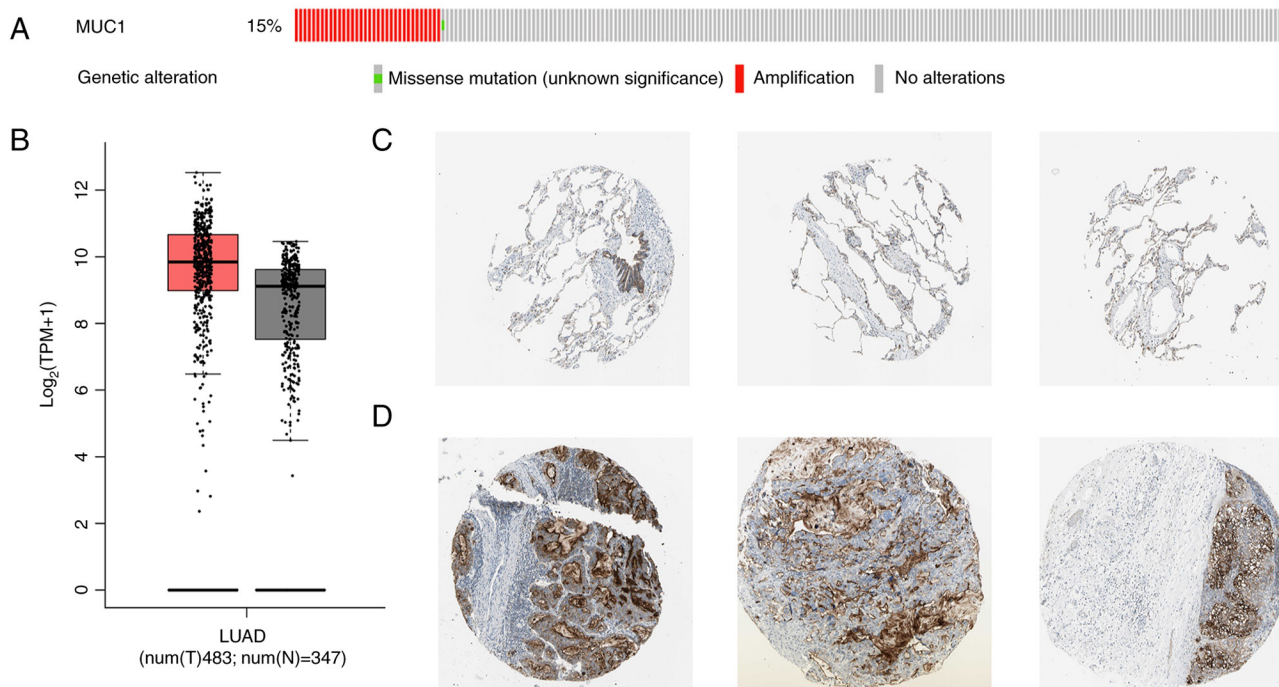 A
MUC1 15%
Genetic alteration Missense mutation (unknown significance) Amplification No alterations
B
Log2(TPM+1)
12
10
8
6
4
2
0
LUAD
(num(T)483; num(N)=347)
C
D